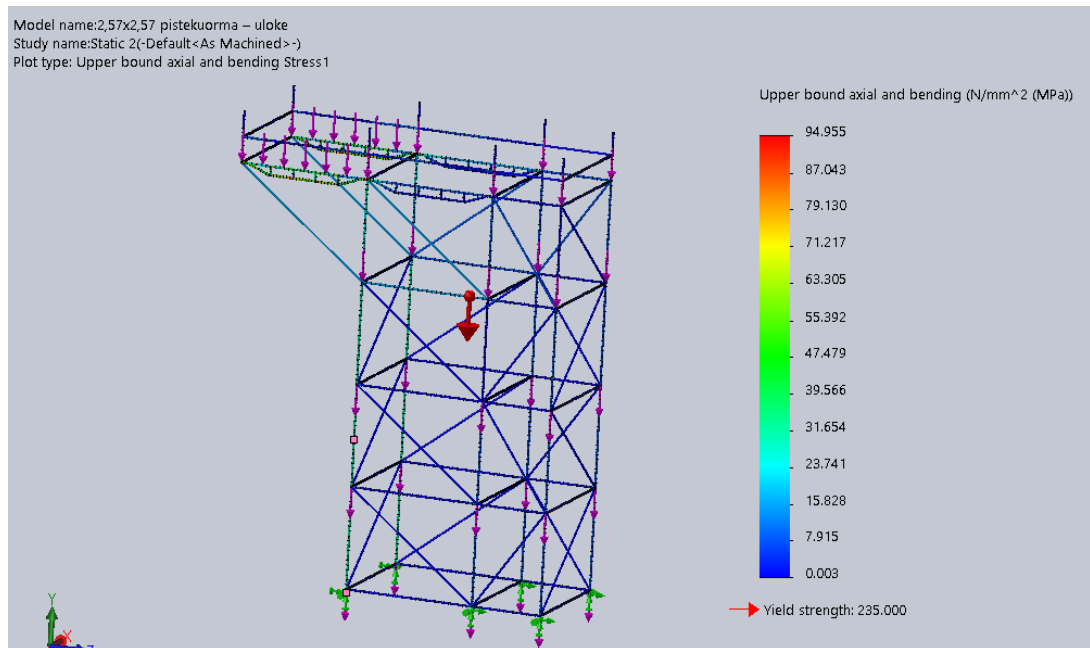 Model name:2,57x2,57 pistekuorma – uloke
Study name:Static 2(-Default<As Machined>-)
Plot type: Upper bound axial and bending Stress1
Upper bound axial and bending (N/mm^2 (MPa))
94.955
87.043
79.130
71.217
63.305
55.392
47.479
39.566
31.654
23.741
15.828
7.915
0.003
Yield strength: 235.000
Y
X
Z